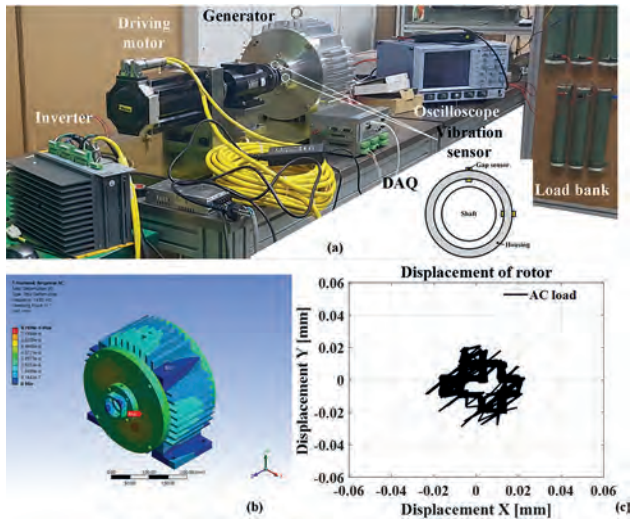 Generator
Driving
motor
Inverter
Oscilloscope
Vibration
sensor
Gap sensor
DAQ
Load bank
Shaft
Housing
(a)
Displacement of rotor
0.06
AC load
0.04
0.02
0
-0.02
-0.04
-0.06
Displacement Y [mm]
-0.06 -0.04 -0.02 0 0.02 0.04 0.06
Displacement X [mm]
(b)
(c)